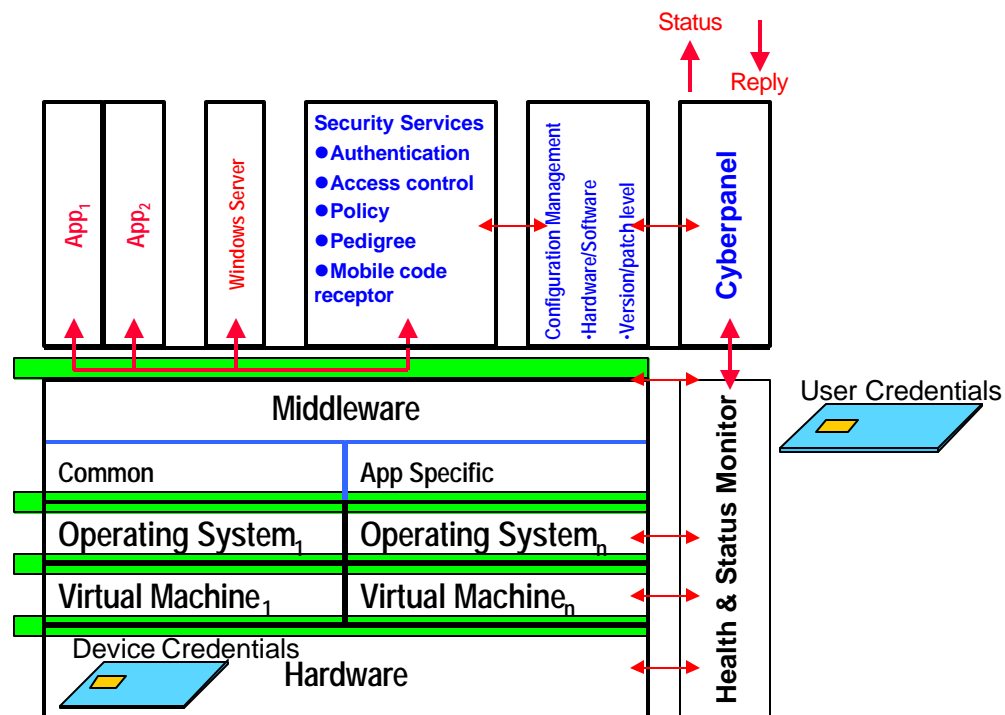 Status
Reply
App1
App2
Windows Server
Security Services
●Authentication
●Access control
●Policy
●Pedigree
●Mobile code
receptor
Configuration Management
•Hardware/Software
•Version/patch level
Cyberpanel
Middleware
Common
App Specific
Operating System1
Operating Systemn
Virtual Machine1
Virtual Machinen
Device Credentials
Hardware
Health & Status Monitor
User Credentials